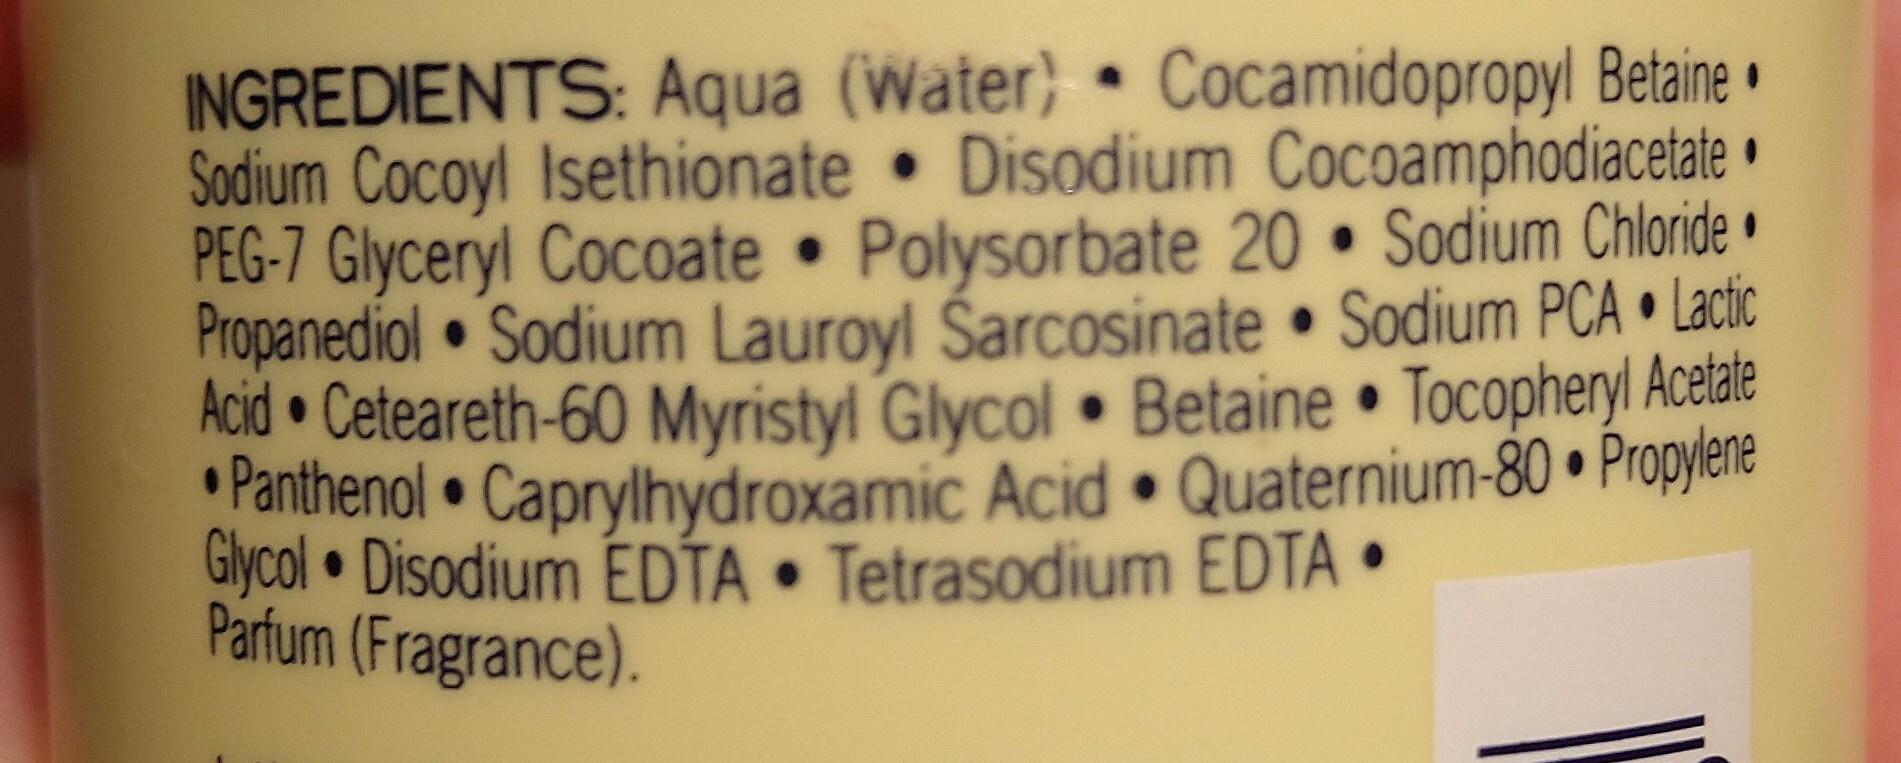 INGREDIENTS: Aqua (Water) • Cocamidopropyl Betaine •
Sodium Cocoyl Isethionate • Disodium Cocoamphodiacetate •
PEG-7 Glyceryl Cocoate • Polysorbate 20 • Sodium Chloride •
Propanediol • Sodium Lauroyl Sarcosinate • Sodium PCA • Lactic
Acid • Ceteareth-60 Myristyl Glycol • Betaine • Tocopheryl Acetate
• Panthenol • Caprylhydroxamic Acid • Quaternium-80 • Propylene
Glycol • Disodium EDTA • Tetrasodium EDTA •
Parfum (Fragrance).